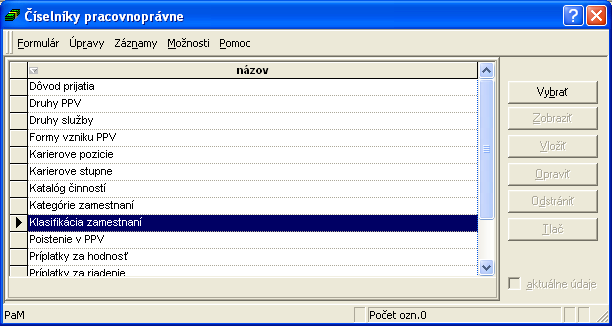 Číselníky pracovnoprávne
Formulár Úpravy Záznamy Možnosti Pomoc
názov
Dôvod prijatia
Druhy PPV
Druhy služby
Formy vzniku PPV
Karierove pozicie
Karierove stupne
Katalóg činností
Kategórie zamestnaní
Klasifikácia zamestnaní
Poistenie v PPV
Príplatky za hodnosť
Príplatky za riadenie
Vybrať
Zobraziť
Vložiť
Opraviť
Odstrániť
Tlač
aktuálne údaje
PaM
Počet ozn.0